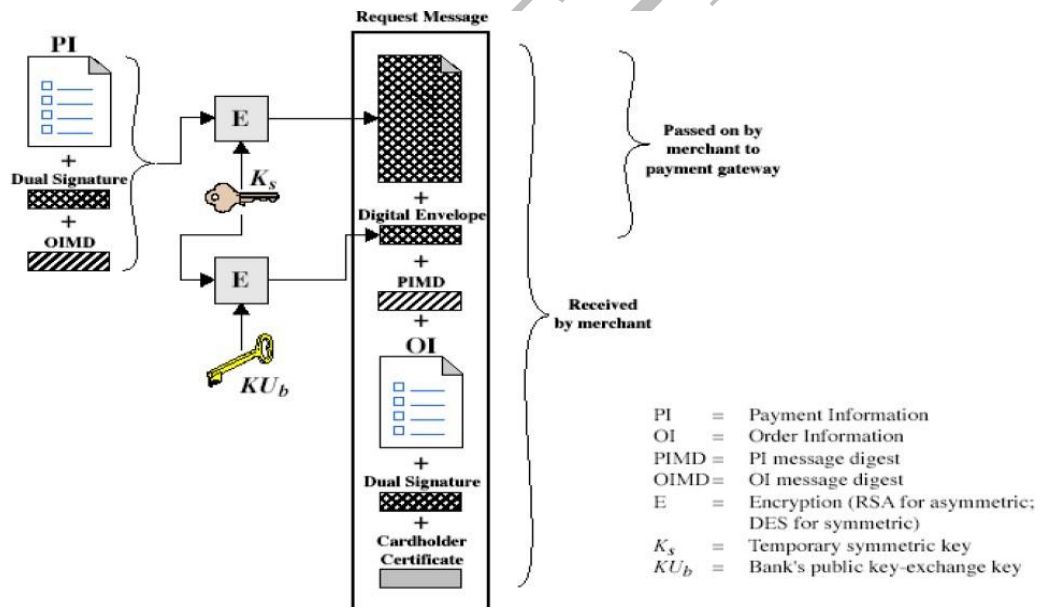 Request Message
PI
+
Dual Signature
+
OIMD
E
Ks
E
KUb
+
Digital Envelope
+
PIMD
+
OI
+
Dual Signature
+
Cardholder
Certificate
Passed on by
merchant to
payment gateway
Received
by merchant
PI = Payment Information
OI = Order Information
PIMD = PI message digest
OIMD = OI message digest
E = Encryption (RSA for asymmetric;
DES for symmetric)
Ks = Temporary symmetric key
KUb = Bank's public key-exchange key